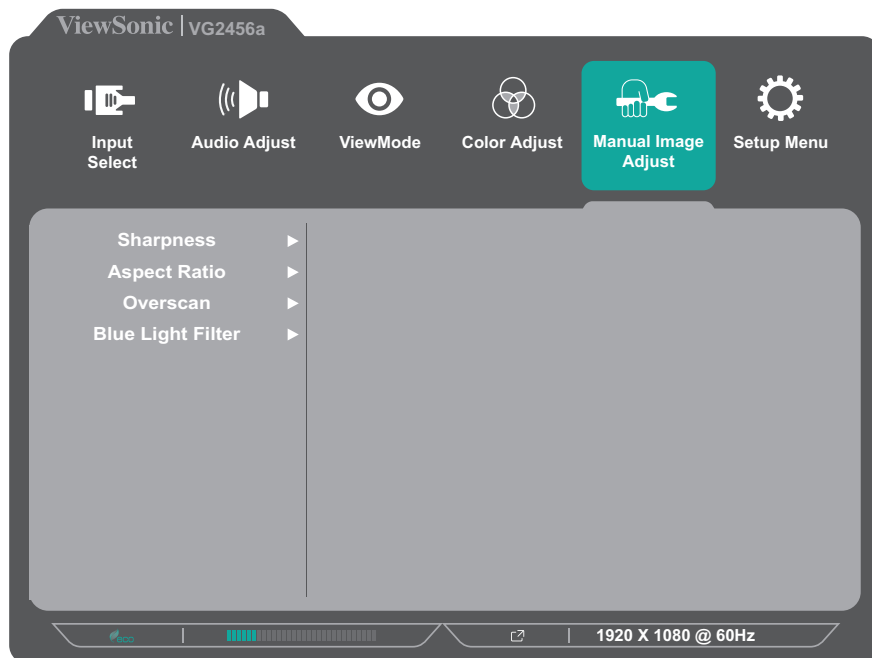 ViewSonic | VG2456a
Input Select
Audio Adjust
ViewMode
Color Adjust
Manual Image Adjust
Setup Menu
Sharpness
Aspect Ratio
Overscan
Blue Light Filter
eco
1920 X 1080 @ 60Hz